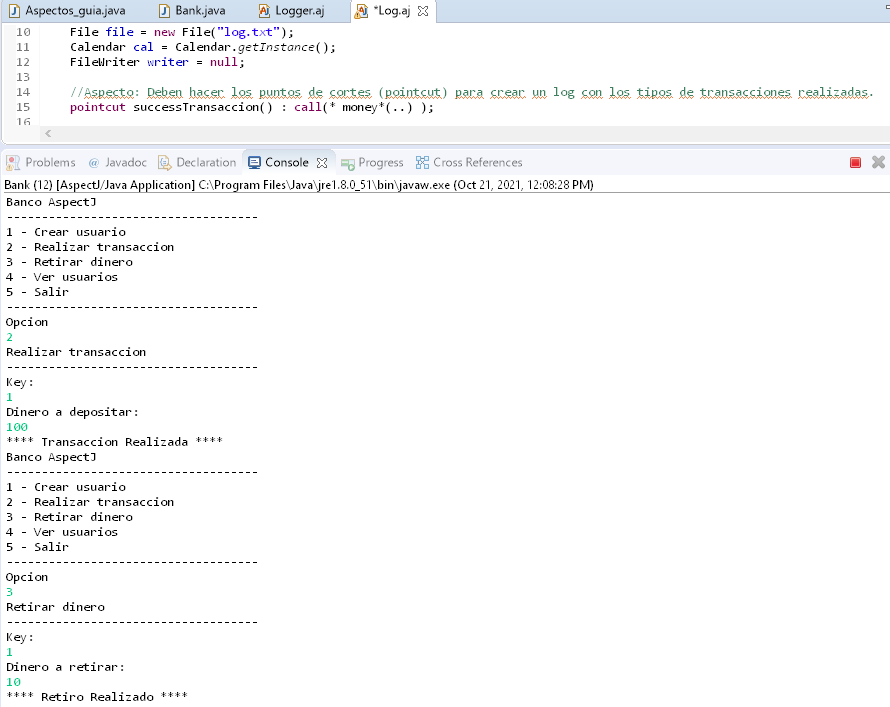 Aspectos_guia.java Bank.java Logger.aj *Log.aj
10 File file = new File("log.txt");
11 Calendar cal = Calendar.getInstance();
12 FileWriter writer = null;
13
14 //Aspecto: Deben hacer los puntos de cortes (pointcut) para crear un log con los tipos de transacciones realizadas.
15 pointcut successTransaccion() : call(* money*(..) );
16
Problems @ Javadoc Declaration Console Progress Cross References
Bank (12) [AspectJ/Java Application] C:\Program Files\Java\jre1.8.0_51\bin\javaw.exe (Oct 21, 2021, 12:08:28 PM)
Banco AspectJ
------------------------------------
1 - Crear usuario
2 - Realizar transaccion
3 - Retirar dinero
4 - Ver usuarios
5 - Salir
------------------------------------
Opcion
2
Realizar transaccion
------------------------------------
Key:
1
Dinero a depositar:
100
**** Transaccion Realizada ****
Banco AspectJ
------------------------------------
1 - Crear usuario
2 - Realizar transaccion
3 - Retirar dinero
4 - Ver usuarios
5 - Salir
------------------------------------
Opcion
3
Retirar dinero
------------------------------------
Key:
1
Dinero a retirar:
10
**** Retiro Realizado ****